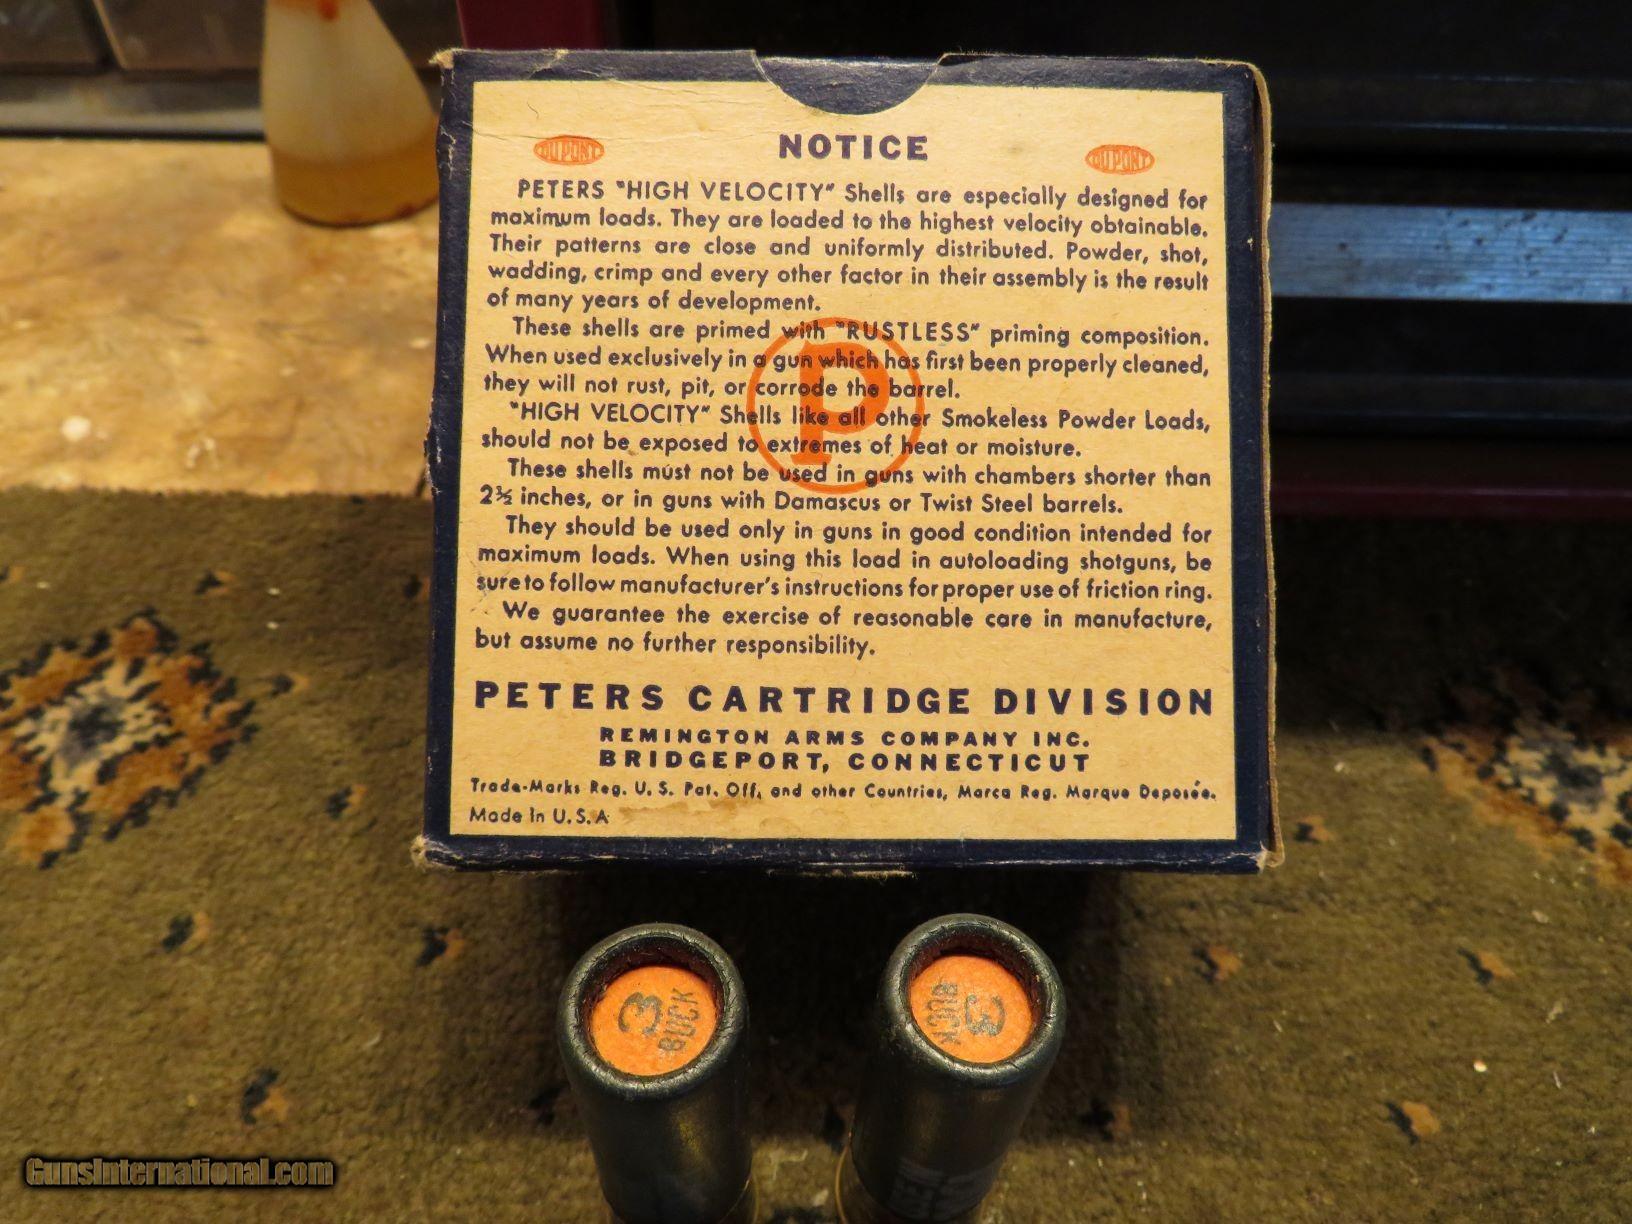 NOTICE
DU PONT
DU PONT
PETERS "HIGH VELOCITY" Shells are especially designed for
maximum loads. They are loaded to the highest velocity obtainable.
Their patterns are close and uniformly distributed. Powder, shot,
wadding, crimp and every other factor in their assembly is the result
of many years of development.
These shells are primed with "RUSTLESS" priming composition.
When used exclusively in a gun which has first been properly cleaned,
they will not rust, pit, or corrode the barrel.
P
"HIGH VELOCITY" Shells like all other Smokeless Powder Loads,
should not be exposed to extremes of heat or moisture.
These shells must not be used in guns with chambers shorter than
2½ inches, or in guns with Damascus or Twist Steel barrels.
They should be used only in guns in good condition intended for
maximum loads. When using this load in autoloading shotguns, be
sure to follow manufacturer's instructions for proper use of friction ring.
We guarantee the exercise of reasonable care in manufacture,
but assume no further responsibility.
PETERS CARTRIDGE DIVISION
REMINGTON ARMS COMPANY INC.
BRIDGEPORT, CONNECTICUT
Trade-Marks Reg. U. S. Pat. Off. and other Countries, Marca Reg. Marque Deposée.
Made in U. S. A
3
BUCK
3
BUCK
GunsInternational.com